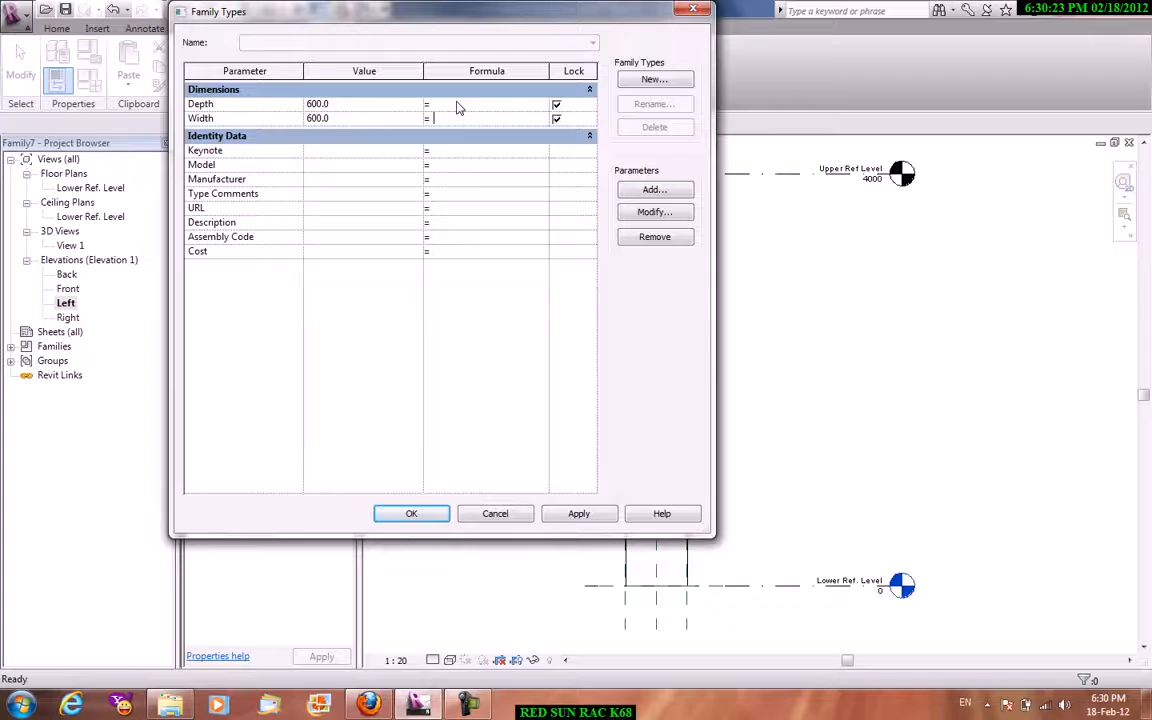 Family Types
Type a keyword or phrase
6:30:23 PM 02/18/2012
Home
Insert
Annotate
Modify
Paste
Select
Properties
Clipboard
Name:
Parameter
Value
Formula
Lock
Dimensions
Depth
600.0
=
Width
600.0
=
Identity Data
Keynote
=
Model
=
Manufacturer
=
Type Comments
=
URL
=
Description
=
Assembly Code
=
Cost
=
Family Types
New...
Rename...
Delete
Parameters
Add...
Modify...
Remove
OK
Cancel
Apply
Help
Family7 - Project Browser
Views (all)
Floor Plans
Lower Ref. Level
Ceiling Plans
Lower Ref. Level
3D Views
View 1
Elevations (Elevation 1)
Back
Front
Left
Right
Sheets (all)
Families
Groups
Revit Links
Upper Ref Level
4000
Lower Ref. Level
0
Properties help
Apply
1 : 20
Ready
:0
EN
6:30 PM
18-Feb-12
RED SUN RAC K68